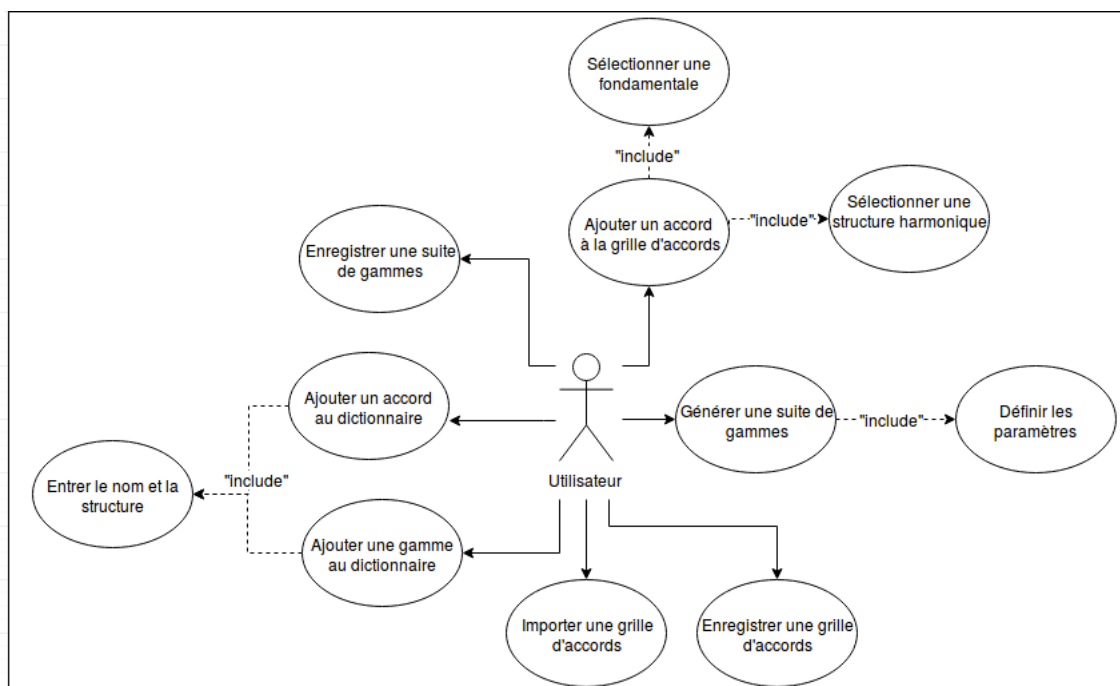 Sélectionner une
fondamentale
"include"
Ajouter un accord
à la grille d'accords
"include"
Sélectionner une
structure harmonique
Enregistrer une suite
de gammes
Ajouter un accord
au dictionnaire
Générer une suite de
gammes
"include"
Définir les
paramètres
Entrer le nom et la
structure
"include"
Utilisateur
Ajouter une gamme
au dictionnaire
Importer une grille
d'accords
Enregistrer une grille
d'accords